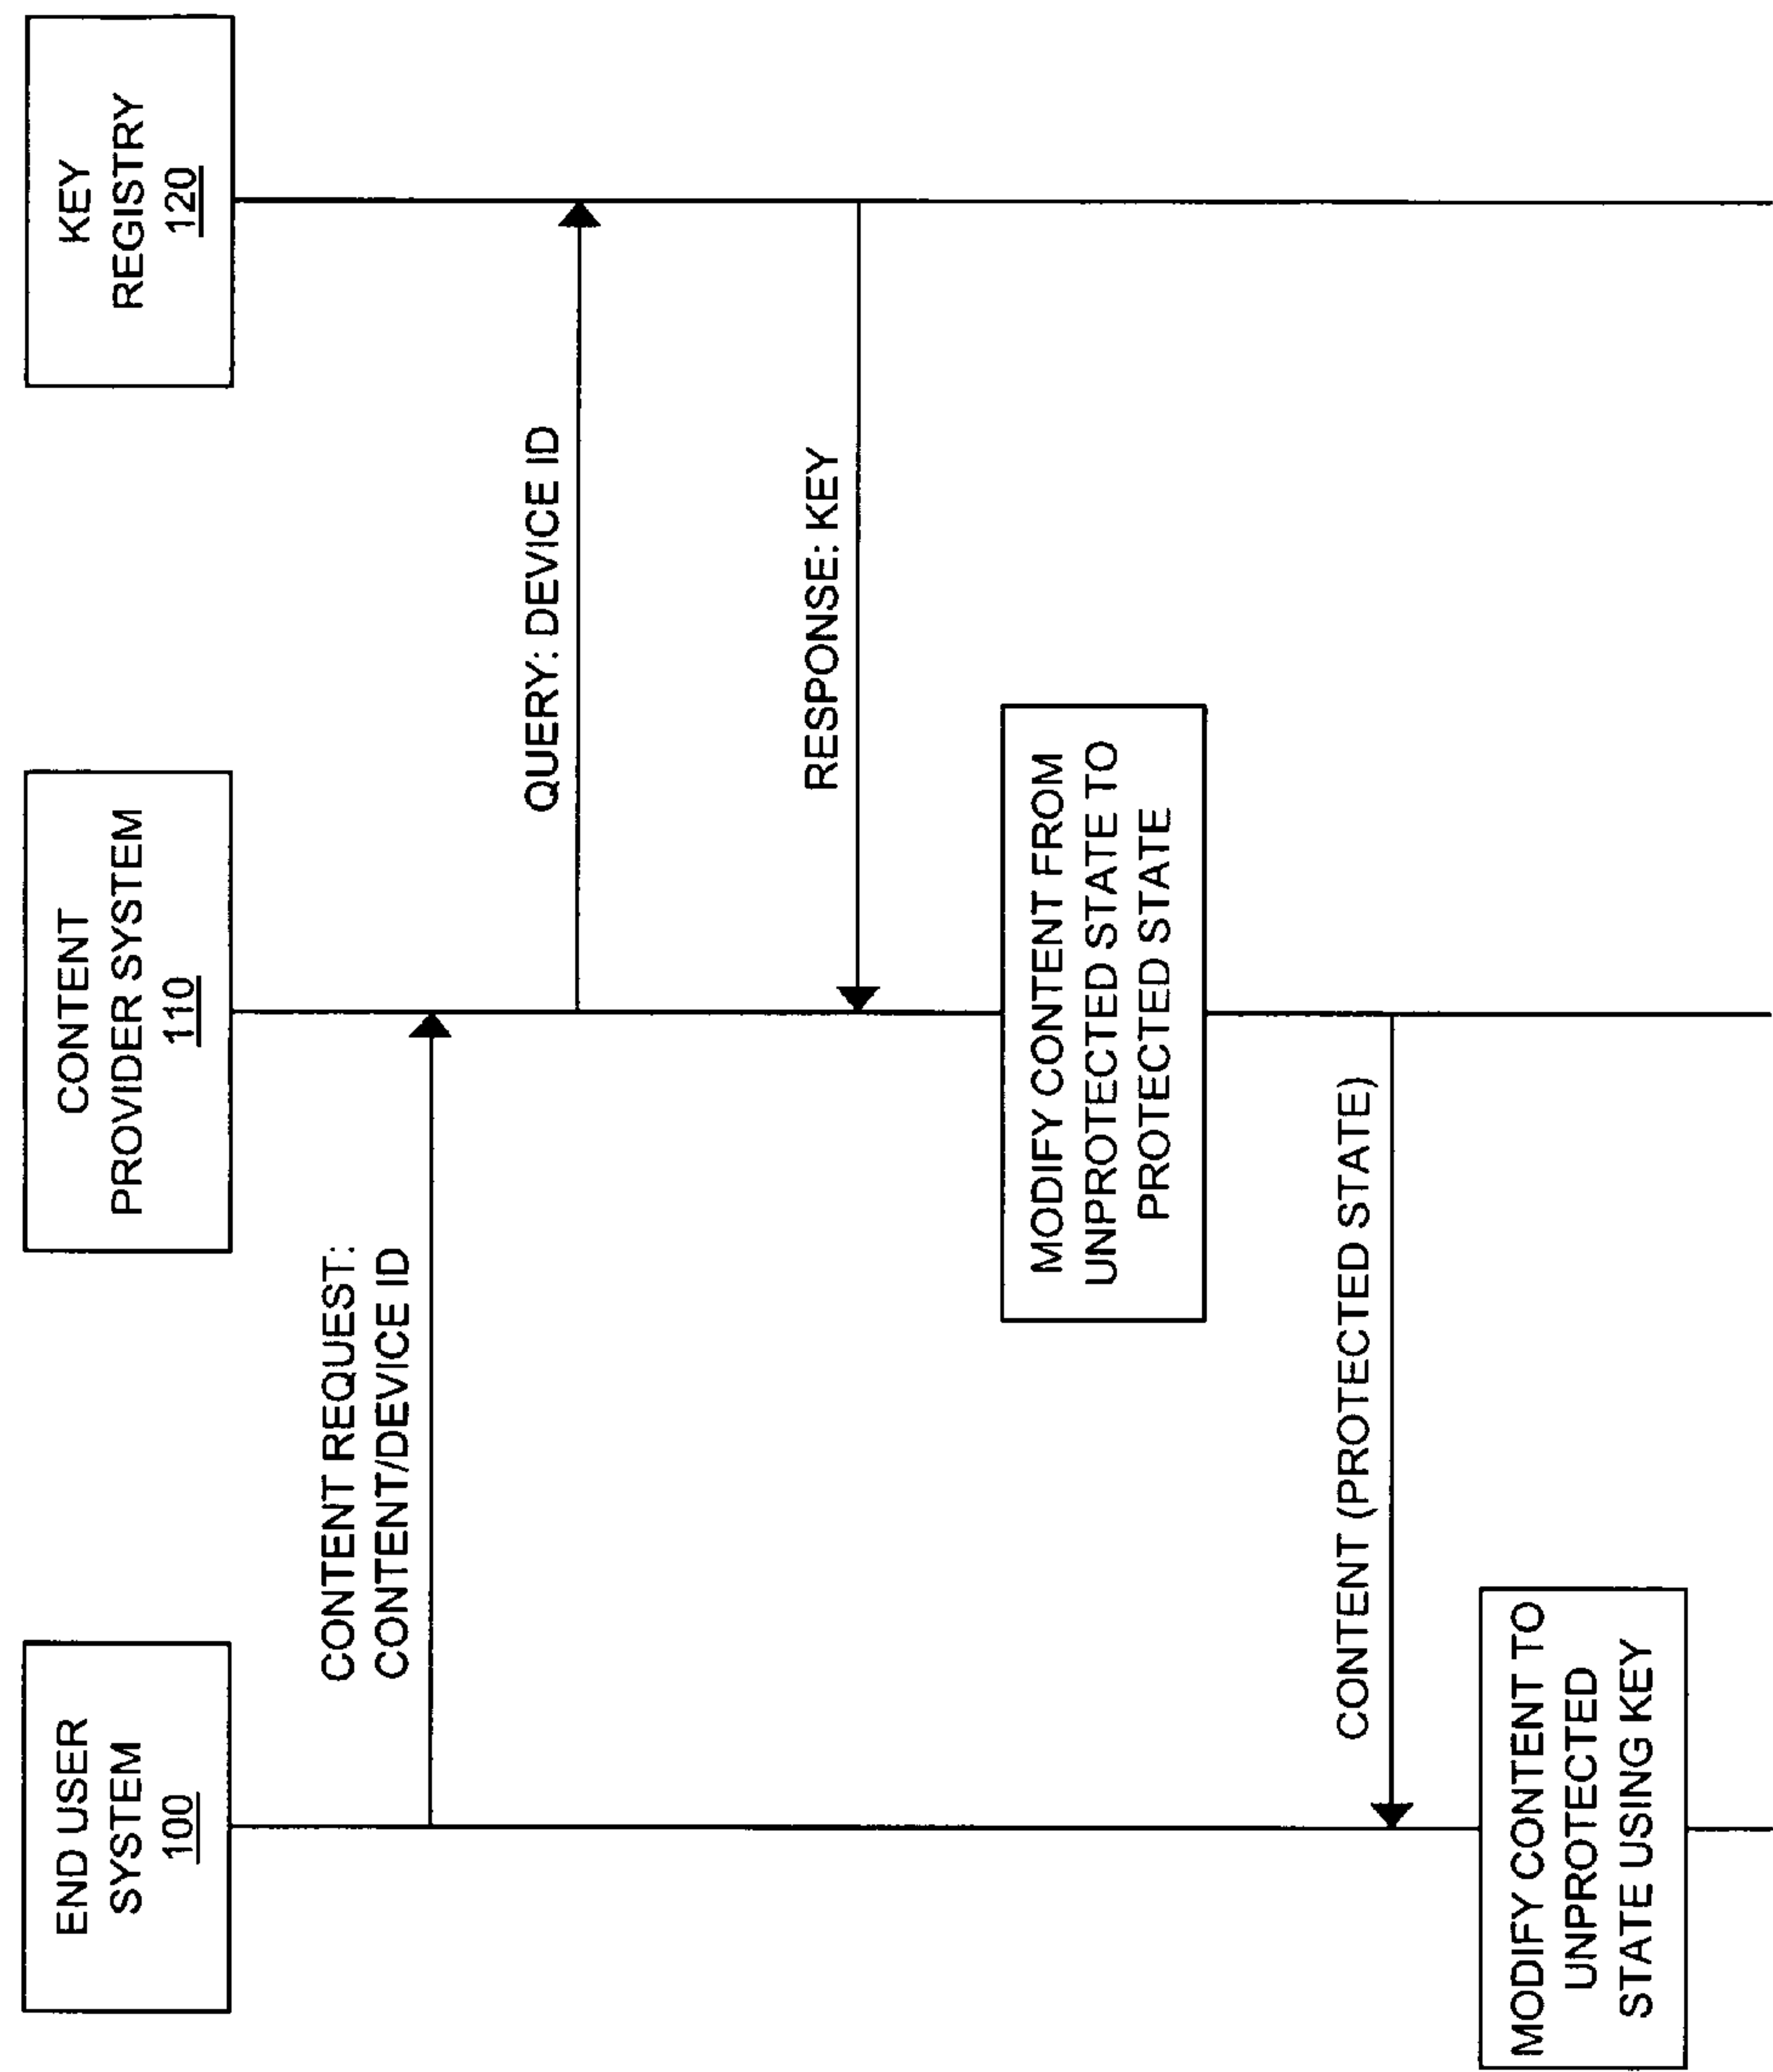 END USER
SYSTEM
100
CONTENT
PROVIDER SYSTEM
110
KEY
REGISTRY
120
CONTENT REQUEST:
CONTENT/DEVICE ID
QUERY: DEVICE ID
RESPONSE: KEY
MODIFY CONTENT FROM
UNPROTECTED STATE TO
PROTECTED STATE
CONTENT (PROTECTED STATE)
MODIFY CONTENT TO
UNPROTECTED
STATE USING KEY